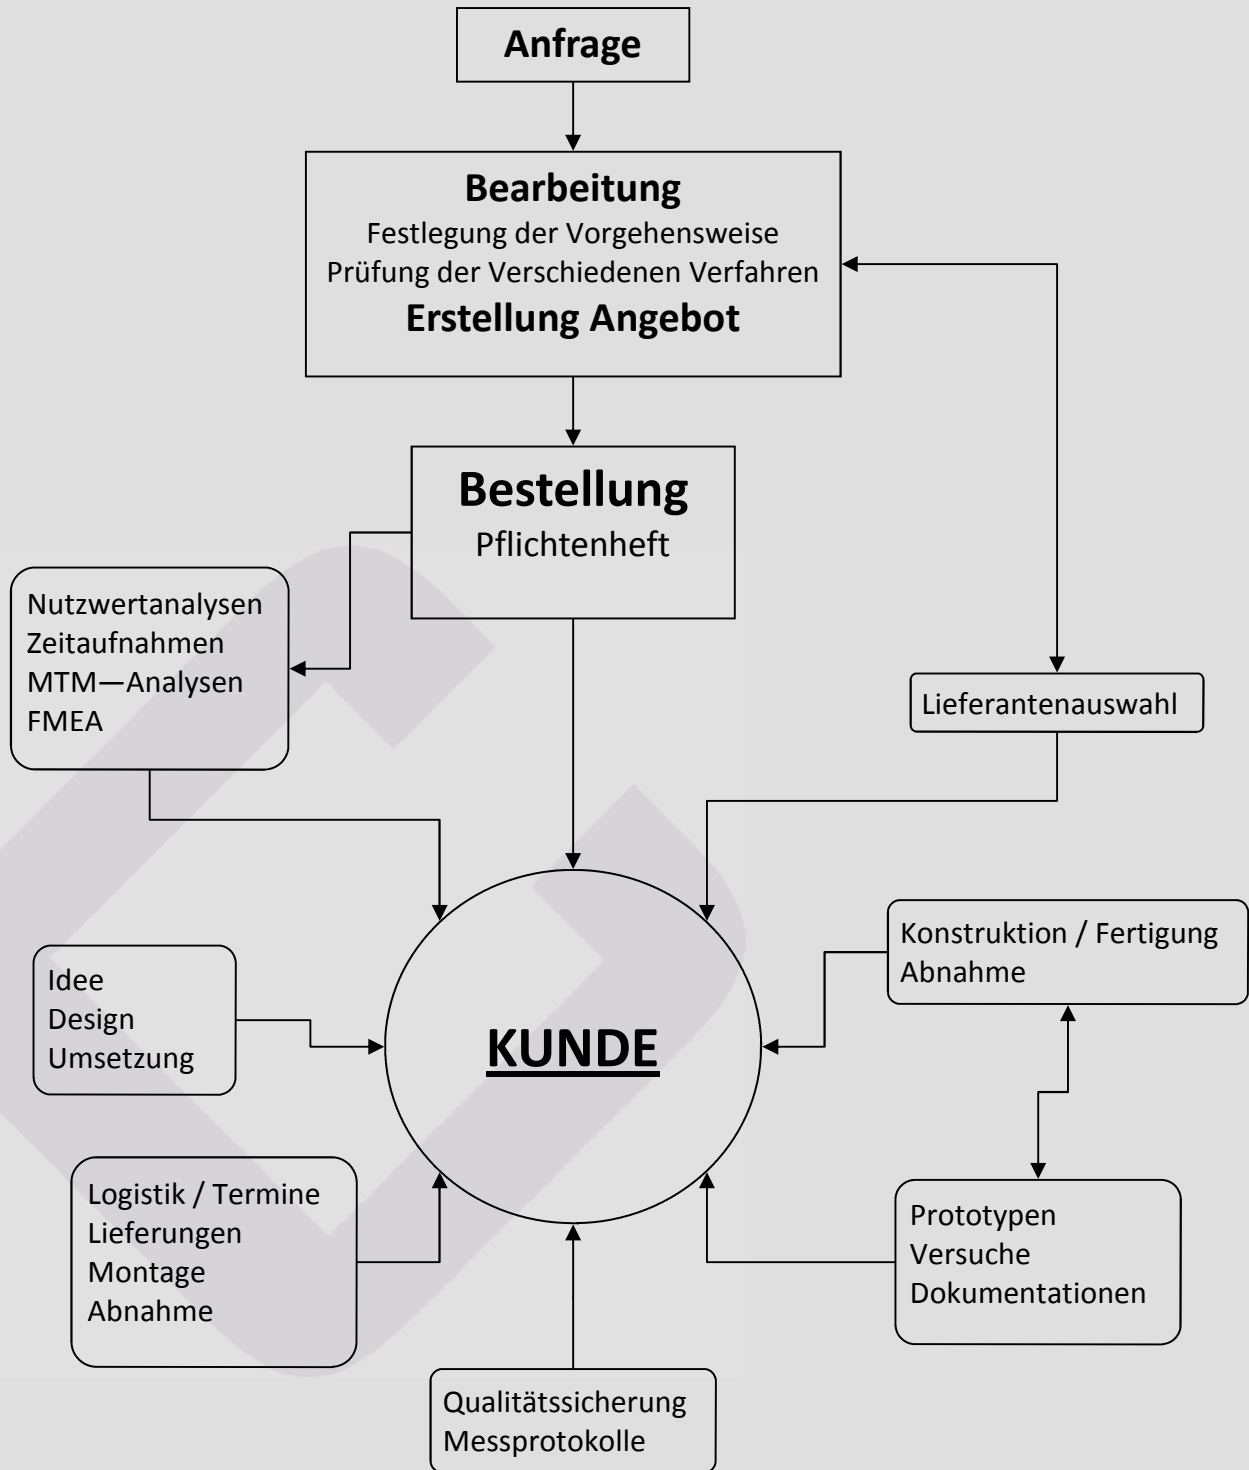 Anfrage
Bearbeitung
Festlegung der Vorgehensweise
Prüfung der Verschiedenen Verfahren
Erstellung Angebot
Bestellung
Pflichtenheft
Nutzwertanalysen
Zeitaufnahmen
MTM—Analysen
FMEA
Lieferantenauswahl
Konstruktion / Fertigung
Abnahme
Idee
Design
Umsetzung
KUNDE
Logistik / Termine
Lieferungen
Montage
Abnahme
Prototypen
Versuche
Dokumentationen
Qualitätssicherung
Messprotokolle